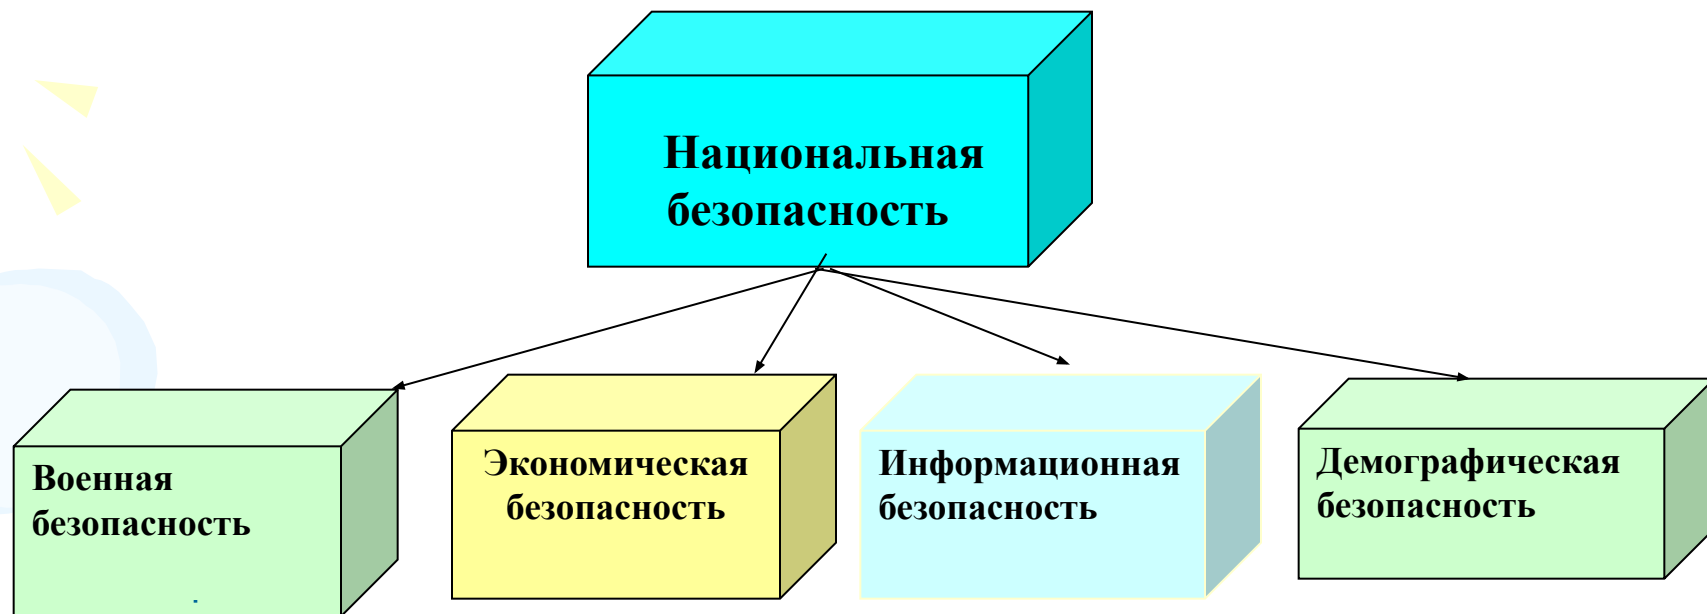 Национальная
безопасность
Военная
безопасность
Экономическая
безопасность
Информационная
безопасность
Демографическая
безопасность